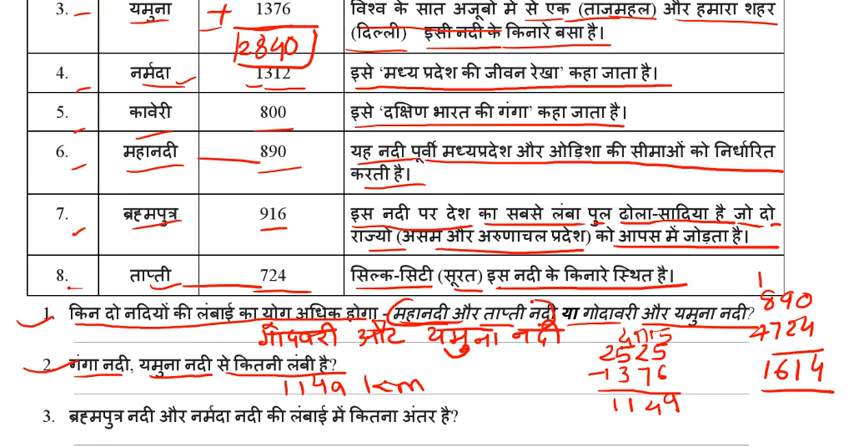 3. यमुना + 1376 विश्व के सात अजूबो मे से एक (ताजमहल) और हमारा शहर
(दिल्ली) इसी नदी के किनारे बसा है।
2840
4. नर्मदा 1312 इसे ‘मध्य प्रदेश की जीवन रेखा’ कहा जाता है।
5. कावेरी 800 इसे ‘दक्षिण भारत की गंगा’ कहा जाता है।
6. महानदी 890 यह नदी पूर्वी मध्यप्रदेश और ओड़िशा की सीमाओं को निर्धारित
करती है।
7. ब्रह्मपुत्र 916 इस नदी पर देश का सबसे लंबा पुल ढोला-सादिया है जो दो
राज्यों (असम और अरुणाचल प्रदेश) को आपस में जोड़ता है।
8. ताप्ती 724 सिल्क-सिटी (सूरत) इस नदी के किनारे स्थित है।
1. किन दो नदियों की लंबाई का योग अधिक होगा - महानदी और ताप्ती नदी या गोदावरी और यमुना नदी?
गोदवरी और यमुना नदी
1
890
+724
1614
2. गंगा नदी, यमुना नदी से कितनी लंबी है?
1149 km
2525
-1376
1149
3. ब्रह्मपुत्र नदी और नर्मदा नदी की लंबाई में कितना अंतर है?